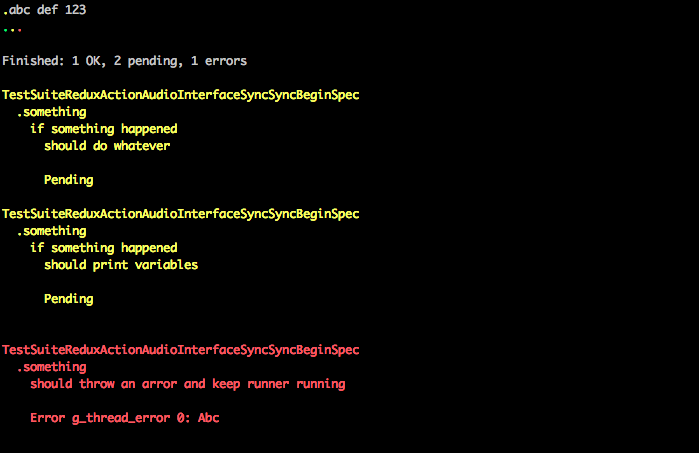 .abc def 123
...
Finished: 1 OK, 2 pending, 1 errors
TestSuiteReduxActionAudioInterfaceSyncSyncBeginSpec
.something
if something happened
should do whatever
Pending
TestSuiteReduxActionAudioInterfaceSyncSyncBeginSpec
.something
if something happened
should print variables
Pending
TestSuiteReduxActionAudioInterfaceSyncSyncBeginSpec
.something
should throw an arror and keep runner running
Error g_thread_error 0: Abc